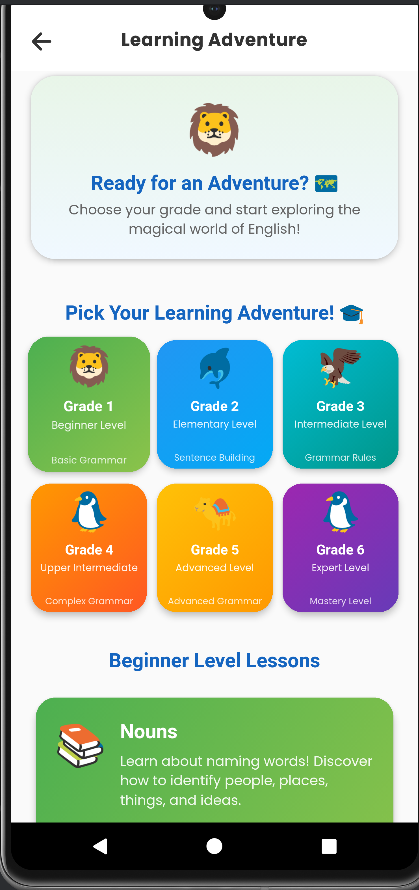 Learning Adventure
Ready for an Adventure?
Choose your grade and start exploring the
magical world of English!
Pick Your Learning Adventure!
Grade 1
Beginner Level
Basic Grammar
Grade 2
Elementary Level
Sentence Building
Grade 3
Intermediate Level
Grammar Rules
Grade 4
Upper Intermediate
Complex Grammar
Grade 5
Advanced Level
Advanced Grammar
Grade 6
Expert Level
Mastery Level
Beginner Level Lessons
Nouns
Learn about naming words! Discover
how to identify people, places,
things, and ideas.